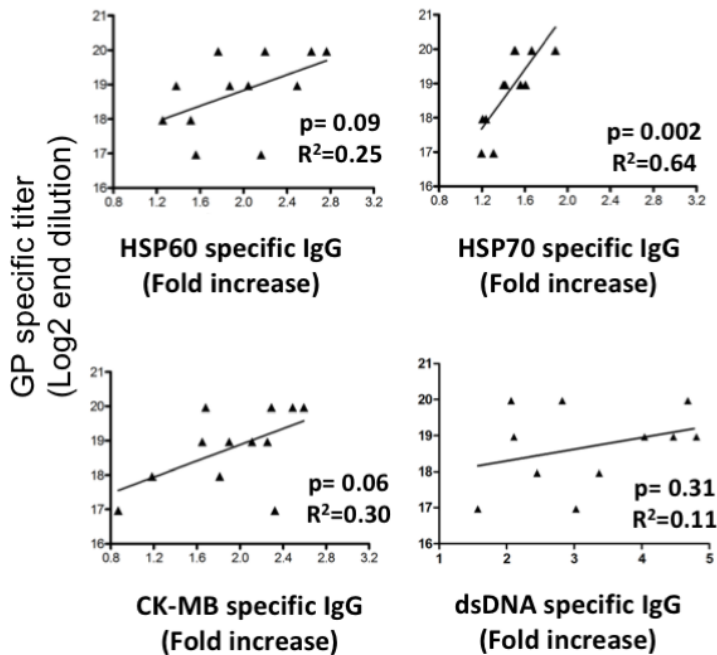 GP specific titer
(Log2 end dilution)
21
20
19
18
17
16
0.8 1.2 1.6 2.0 2.4 2.8 3.2
p= 0.09
R²=0.25
HSP60 specific IgG
(Fold increase)
21
20
19
18
17
16
0.8 1.2 1.6 2.0 2.4 2.8 3.2
p= 0.002
R²=0.64
HSP70 specific IgG
(Fold increase)
21
20
19
18
17
16
0.8 1.2 1.6 2.0 2.4 2.8 3.2
p= 0.06
R²=0.30
CK-MB specific IgG
(Fold increase)
21
20
19
18
17
16
1 2 3 4 5
p= 0.31
R²=0.11
dsDNA specific IgG
(Fold increase)